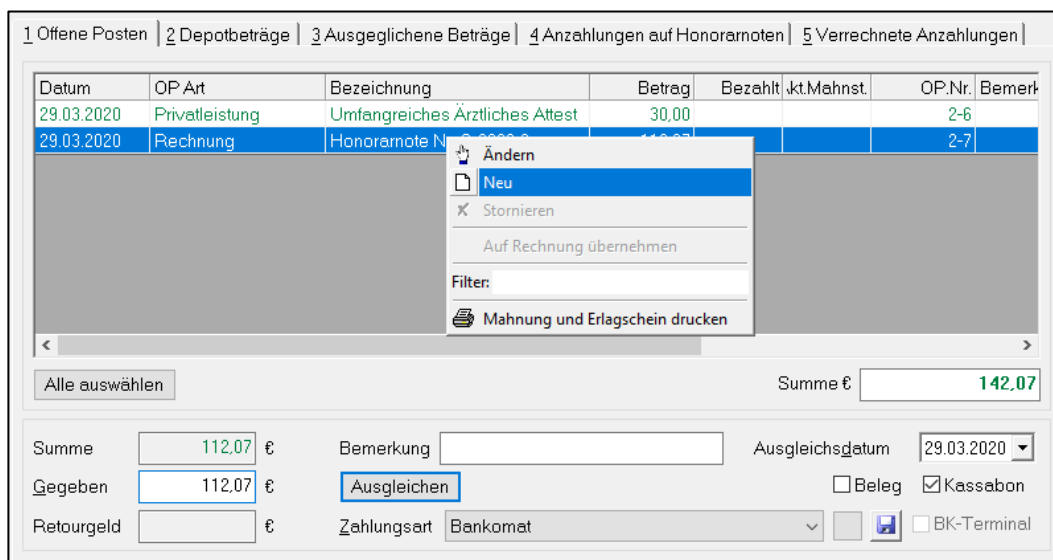 1 Offene Posten 2 Depotbeträge 3 Ausgeglichene Beträge 4 Anzahlungen auf Honorarnoten 5 Verrechnete Anzahlungen
Datum OP Art Bezeichnung Betrag Bezahlt kt.Mahnst. OP.Nr. Bemerk
29.03.2020 Privatleistung Umfangreiches Ärztliches Attest 30,00 2-6
29.03.2020 Rechnung Honorarnote 2-7
Ändern
Neu
Stornieren
Auf Rechnung übernehmen
Filter:
Mahnung und Erlagschein drucken
Alle auswählen Summe € 142,07
Summe 112,07 € Bemerkung Ausgleichsdatum 29.03.2020
Gegeben 112,07 € Ausgleichen Beleg Kassabon
Retourgeld € Zahlungsart Bankomat BK-Terminal